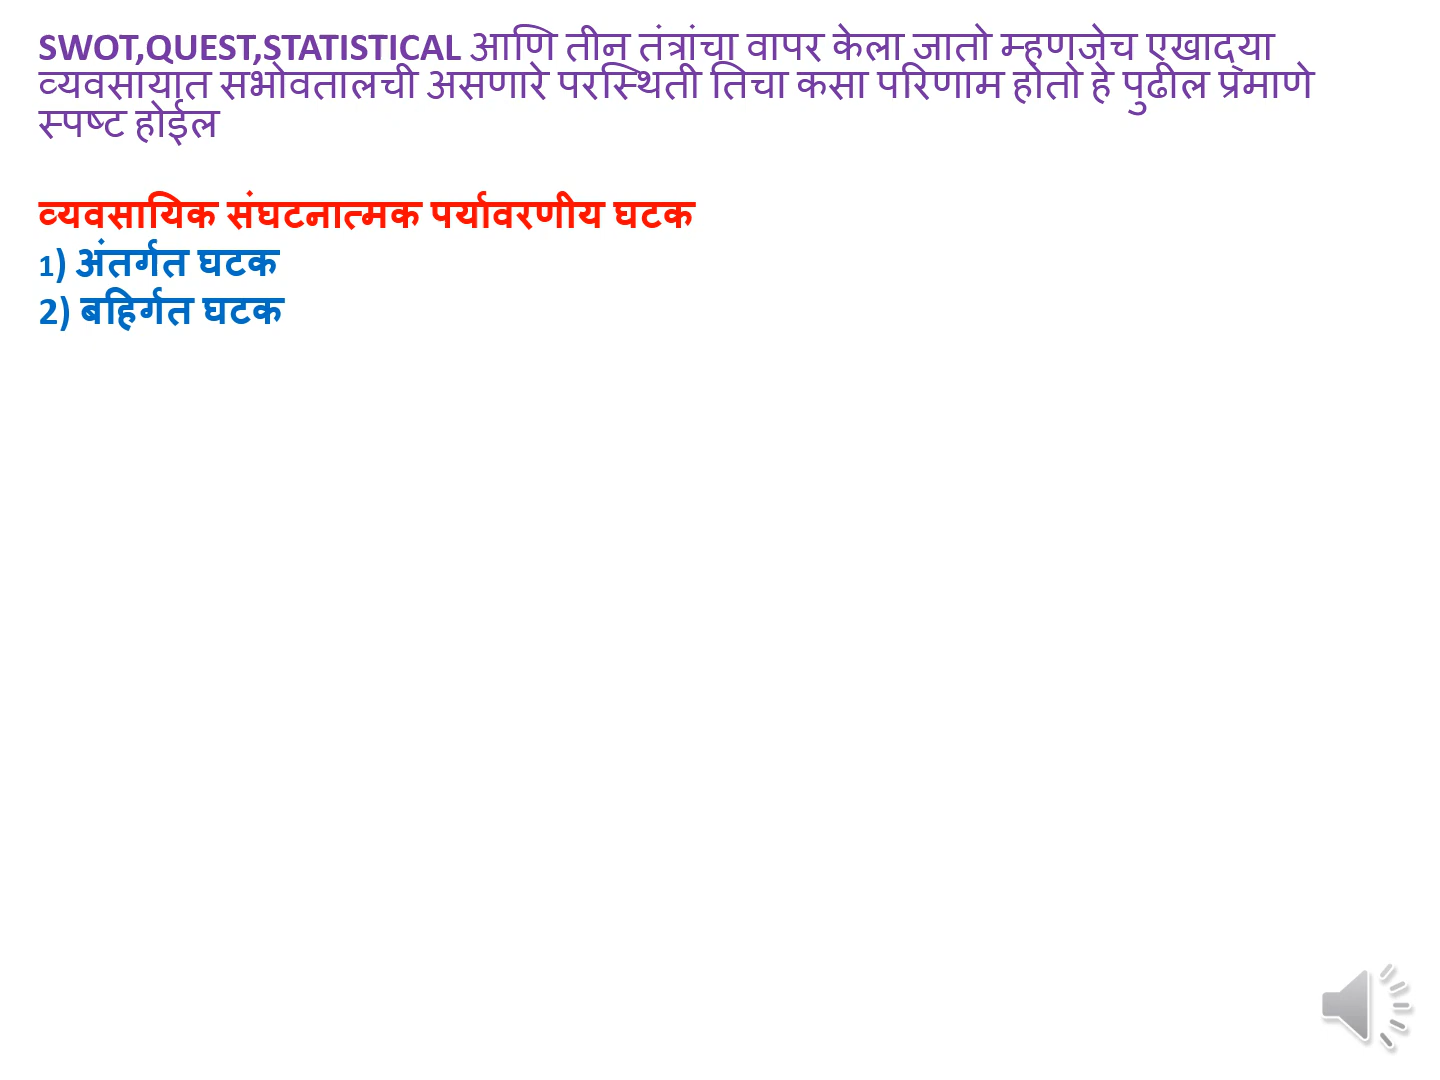 SWOT,QUEST,STATISTICAL आणि तीन तंत्रांचा वापर केला जातो म्हणजेच एखाद्या
व्यवसायात सभोवतालची असणारे परस्थिती तिचा कसा परिणाम होतो हे पुढील प्रमाणे
स्पष्ट होईल
व्यवसायिक संघटनात्मक पर्यावरणीय घटक
1) अंतर्गत घटक
2) बहिर्गत घटक